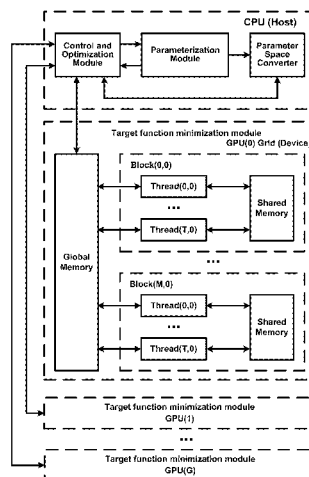 CPU (Host)
Control and
Optimization
Module
Parameterization
Module
Parameter
Space
Converter
Target function minimization module
GPU(0) Grid (Device)
Block(0,0)
Thread(0,0)
...
Thread(T,0)
Shared
Memory
...
Global
Memory
Block(M,0)
Thread(0,0)
...
Thread(T,0)
Shared
Memory
Target function minimization module
GPU(1)
...
Target function minimization module
GPU(G)